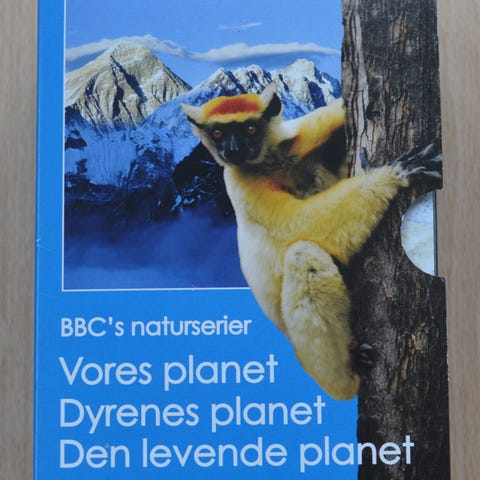 BBC's naturserier
Vores planet
Dyrenes planet
Den levende planet